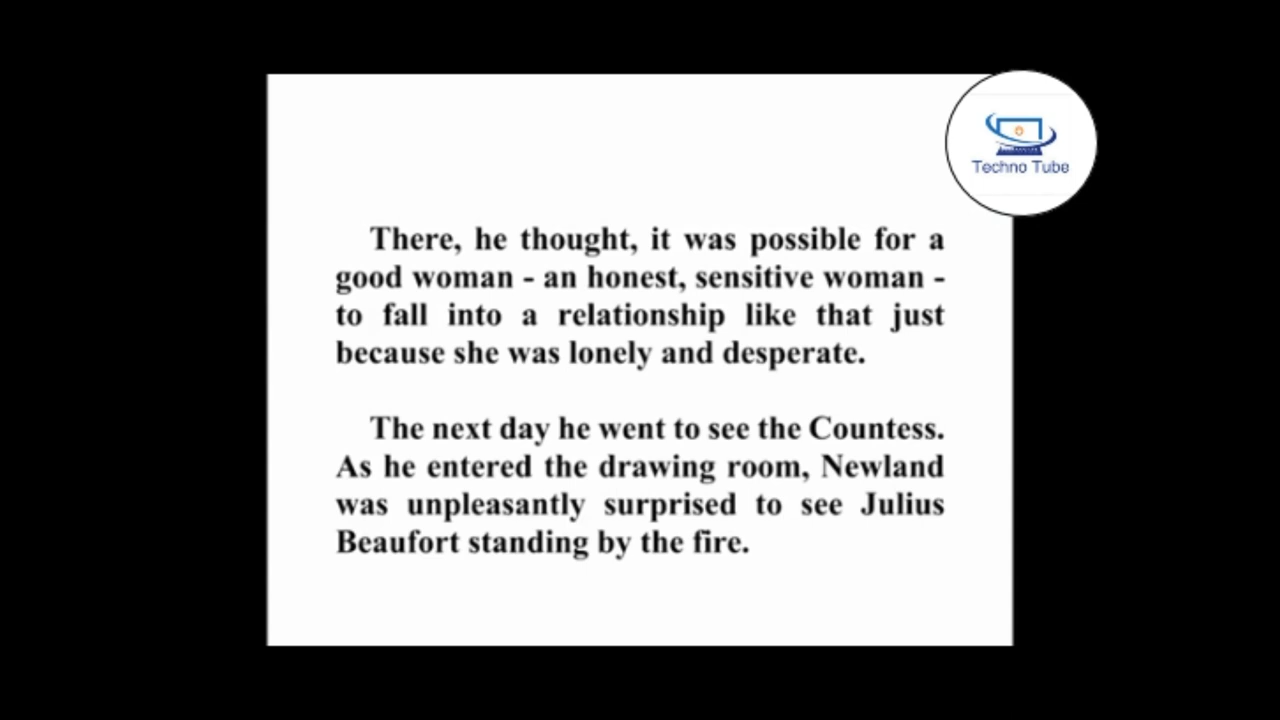 Techno Tube
There, he thought, it was possible for a
good woman - an honest, sensitive woman -
to fall into a relationship like that just
because she was lonely and desperate.
The next day he went to see the Countess.
As he entered the drawing room, Newland
was unpleasantly surprised to see Julius
Beaufort standing by the fire.